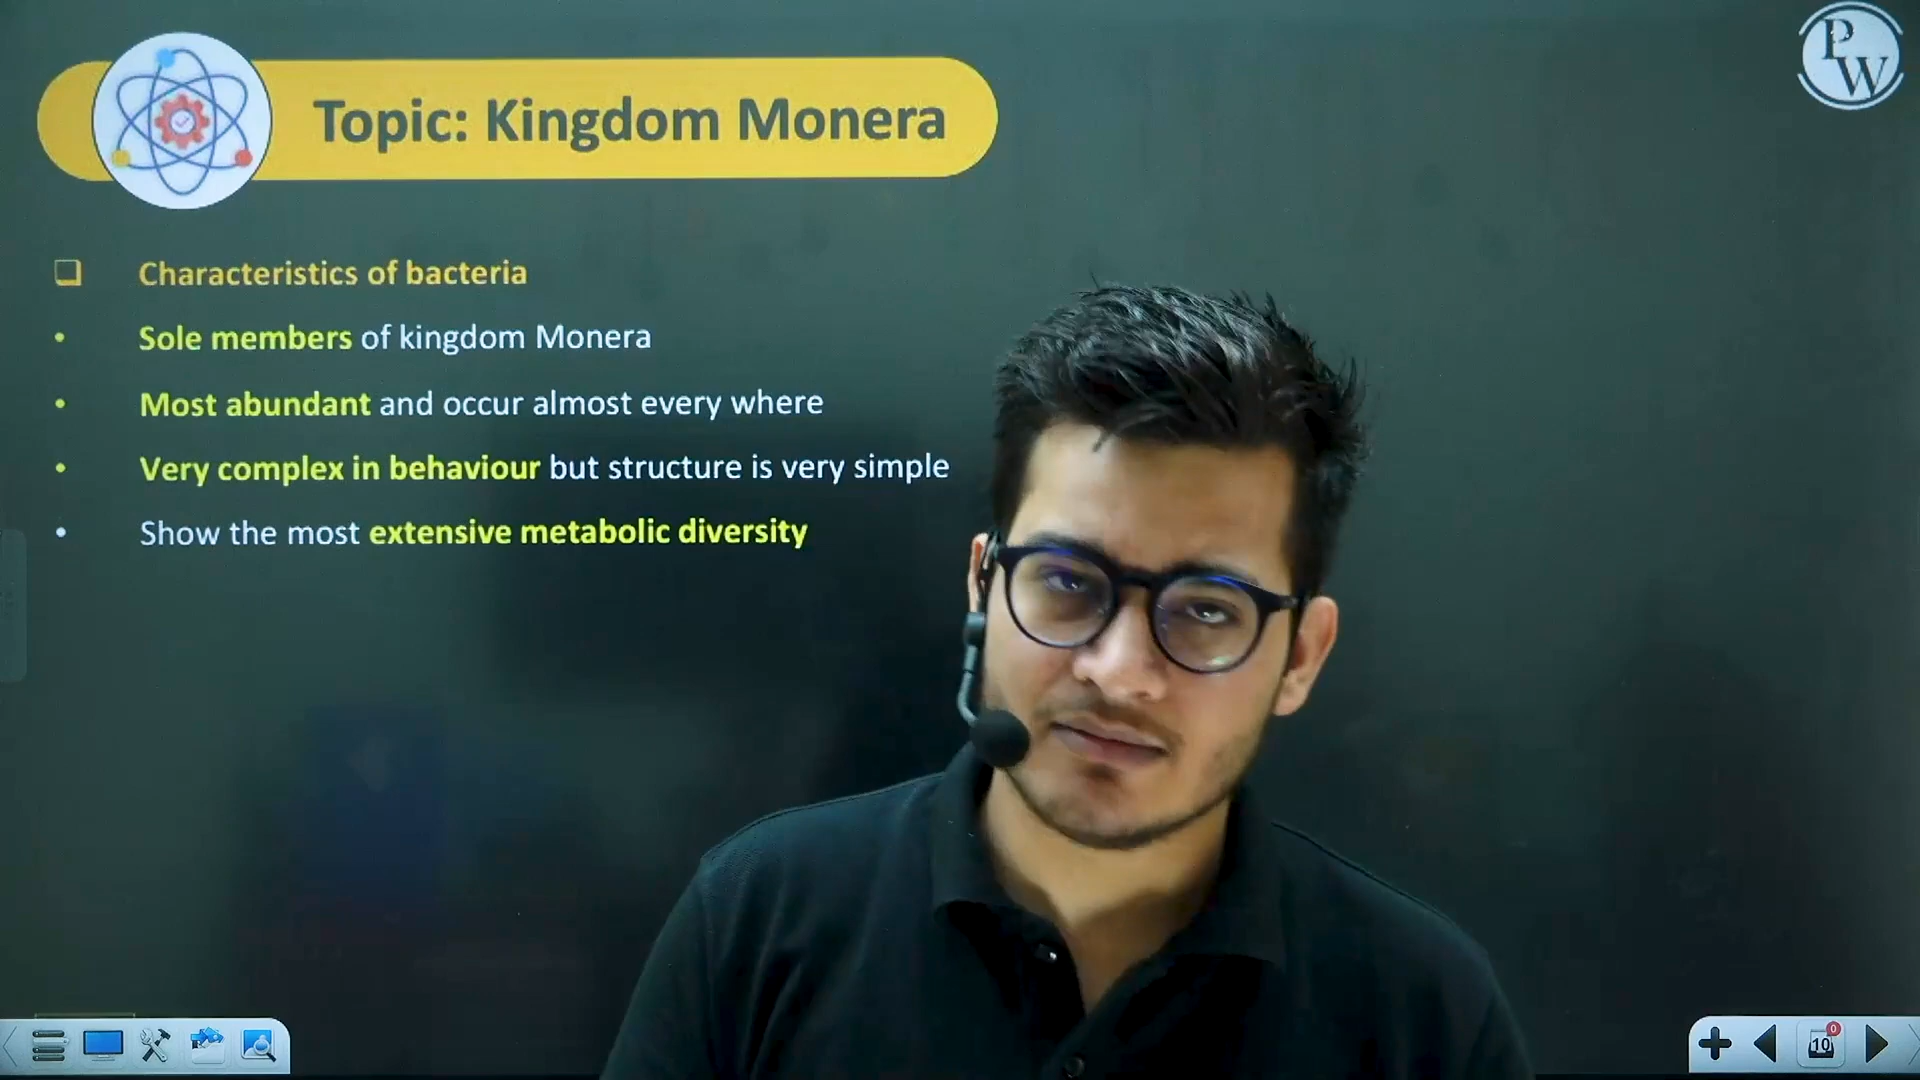 PW
Topic: Kingdom Monera
❑ Characteristics of bacteria
• Sole members of kingdom Monera
• Most abundant and occur almost every where
• Very complex in behaviour but structure is very simple
• Show the most extensive metabolic diversity
0
10